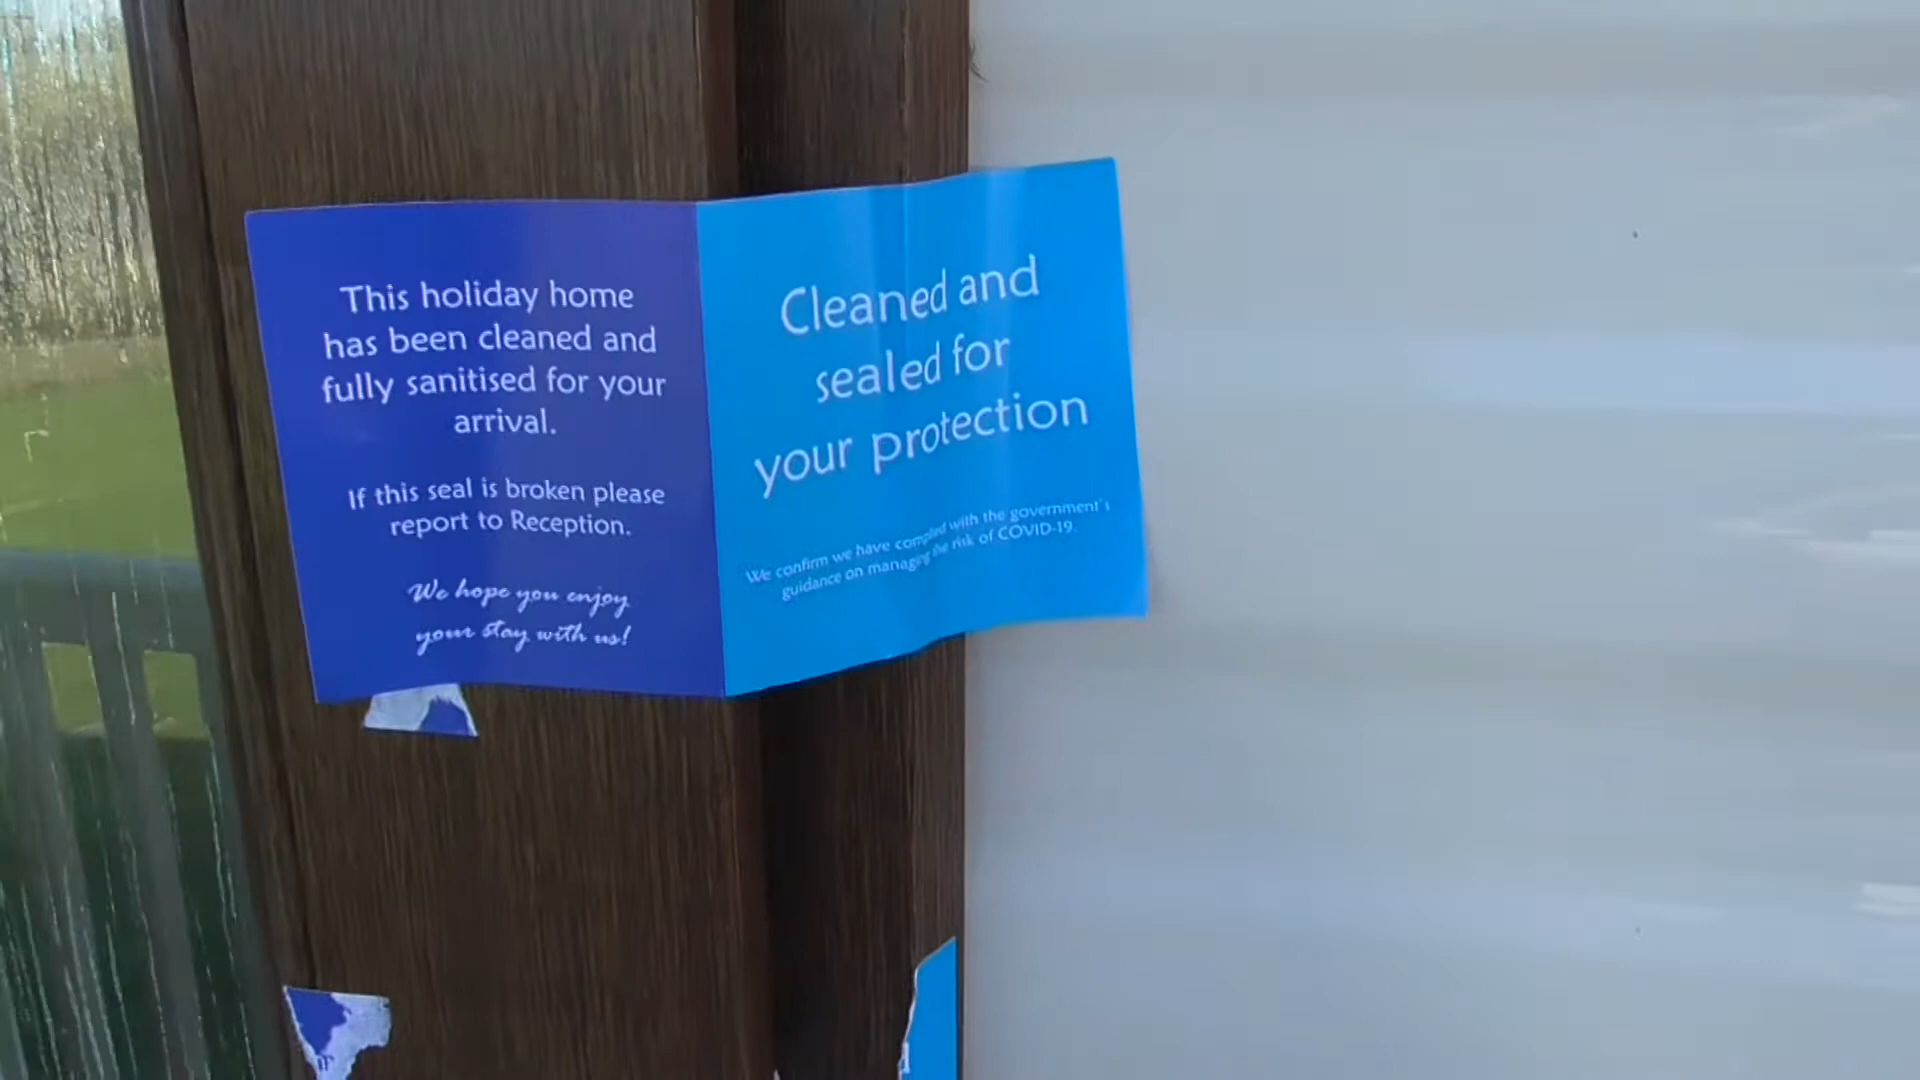 This holiday home
has been cleaned and
fully sanitised for your
arrival.
If this seal is broken please
report to Reception.
We hope you enjoy
your stay with us!
Cleaned and
sealed for
your protection
We confirm we have complied with the government's
guidance on managing the risk of COVID-19.